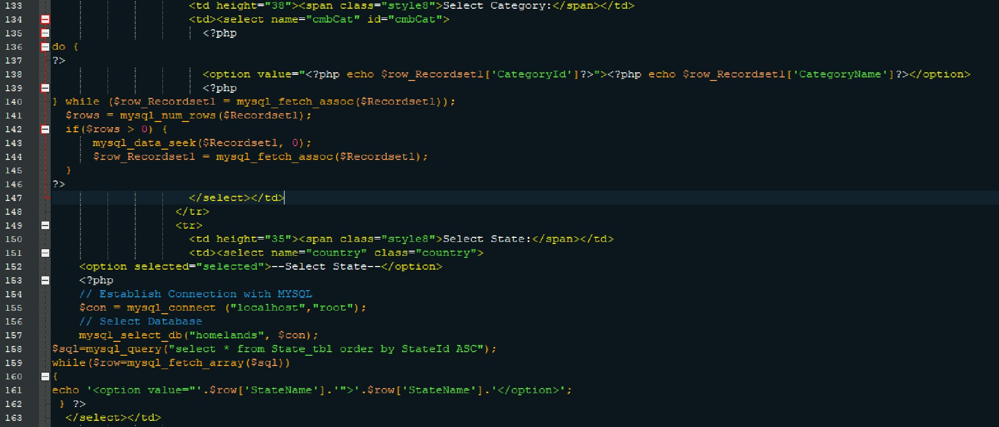 133 <td height="38"><span class="style8">Select Category:</span></td>
134 <td><select name="cmbCat" id="cmbCat">
135 <?php
136 do {
137 ?>
138 <option value="<?php echo $row_Recordset1['CategoryId']?>"><?php echo $row_Recordset1['CategoryName']?></option>
139 <?php
140 } while ($row_Recordset1 = mysql_fetch_assoc($Recordset1));
141 $rows = mysql_num_rows($Recordset1);
142 if($rows > 0) {
143 mysql_data_seek($Recordset1, 0);
144 $row_Recordset1 = mysql_fetch_assoc($Recordset1);
145 }
146 ?>
147 </select></td>
148 </tr>
149 <tr>
150 <td height="35"><span class="style8">Select State:</span></td>
151 <td><select name="country" class="country">
152 <option selected="selected">--Select State--</option>
153 <?php
154 // Establish Connection with MYSQL
155 $con = mysql_connect ("localhost","root");
156 // Select Database
157 mysql_select_db("homelands", $con);
158 $sql=mysql_query("select * from State_tbl order by StateId ASC");
159 while($row=mysql_fetch_array($sql))
160 {
161 echo '<option value="'.$row['StateName'].'">'.$row['StateName'].'</option>';
162 } ?>
163 </select></td>